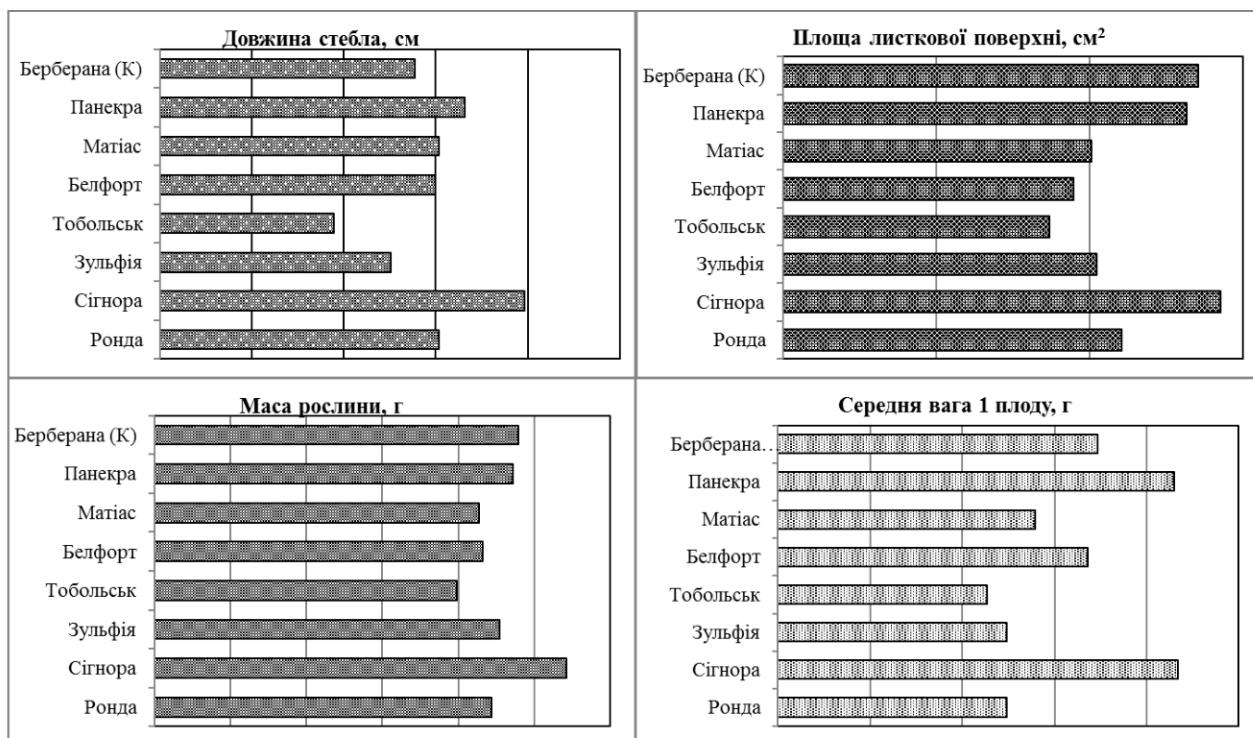 Довжина стебла, см
Берберана (К)
Панекра
Матіас
Белфорт
Тобольськ
Зульфія
Сігнора
Ронда
Площа листкової поверхні, см²
Берберана (К)
Панекра
Матіас
Белфорт
Тобольськ
Зульфія
Сігнора
Ронда
Маса рослини, г
Берберана (К)
Панекра
Матіас
Белфорт
Тобольськ
Зульфія
Сігнора
Ронда
Середня вага 1 плоду, г
Берберана...
Панекра
Матіас
Белфорт
Тобольськ
Зульфія
Сігнора
Ронда